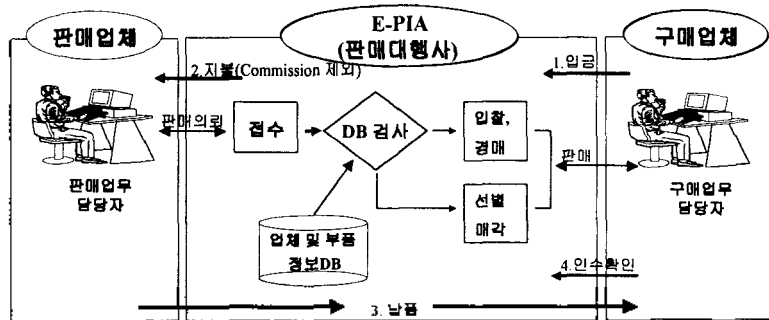 판매업체
E-PIA
(판매대행사)
구매업체
2.지불(Commission 제외)
1.입금
판매의뢰
접수
DB 검사
입찰,
경매
판매
선별
매각
판매업무
담당자
구매업무
담당자
업체 및 부품
정보DB
4.인수확인
3. 납품